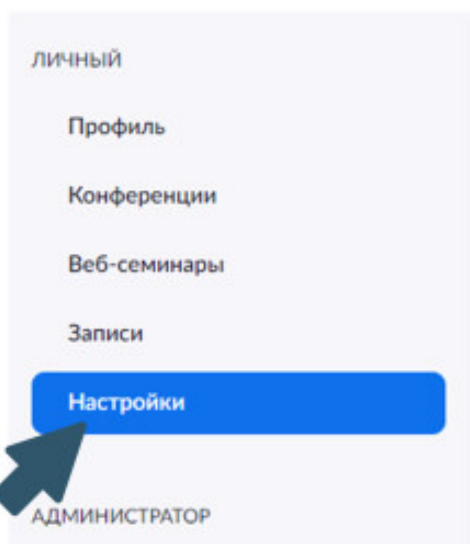 ЛИЧНЫЙ
Профиль
Конференции
Веб-семинары
Записи
Настройки
АДМИНИСТРАТОР